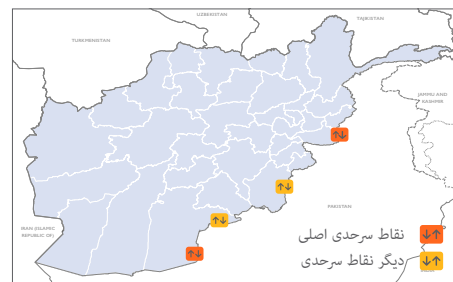 UZBEKISTAN
TAJIKISTAN
TURKMENISTAN
JAMMU AND
KASHMIR
PAKISTAN
IRAN (ISLAMIC
REPUBLIC OF)
نقاط سرحدی اصلی
دیگر نقاط سرحدی